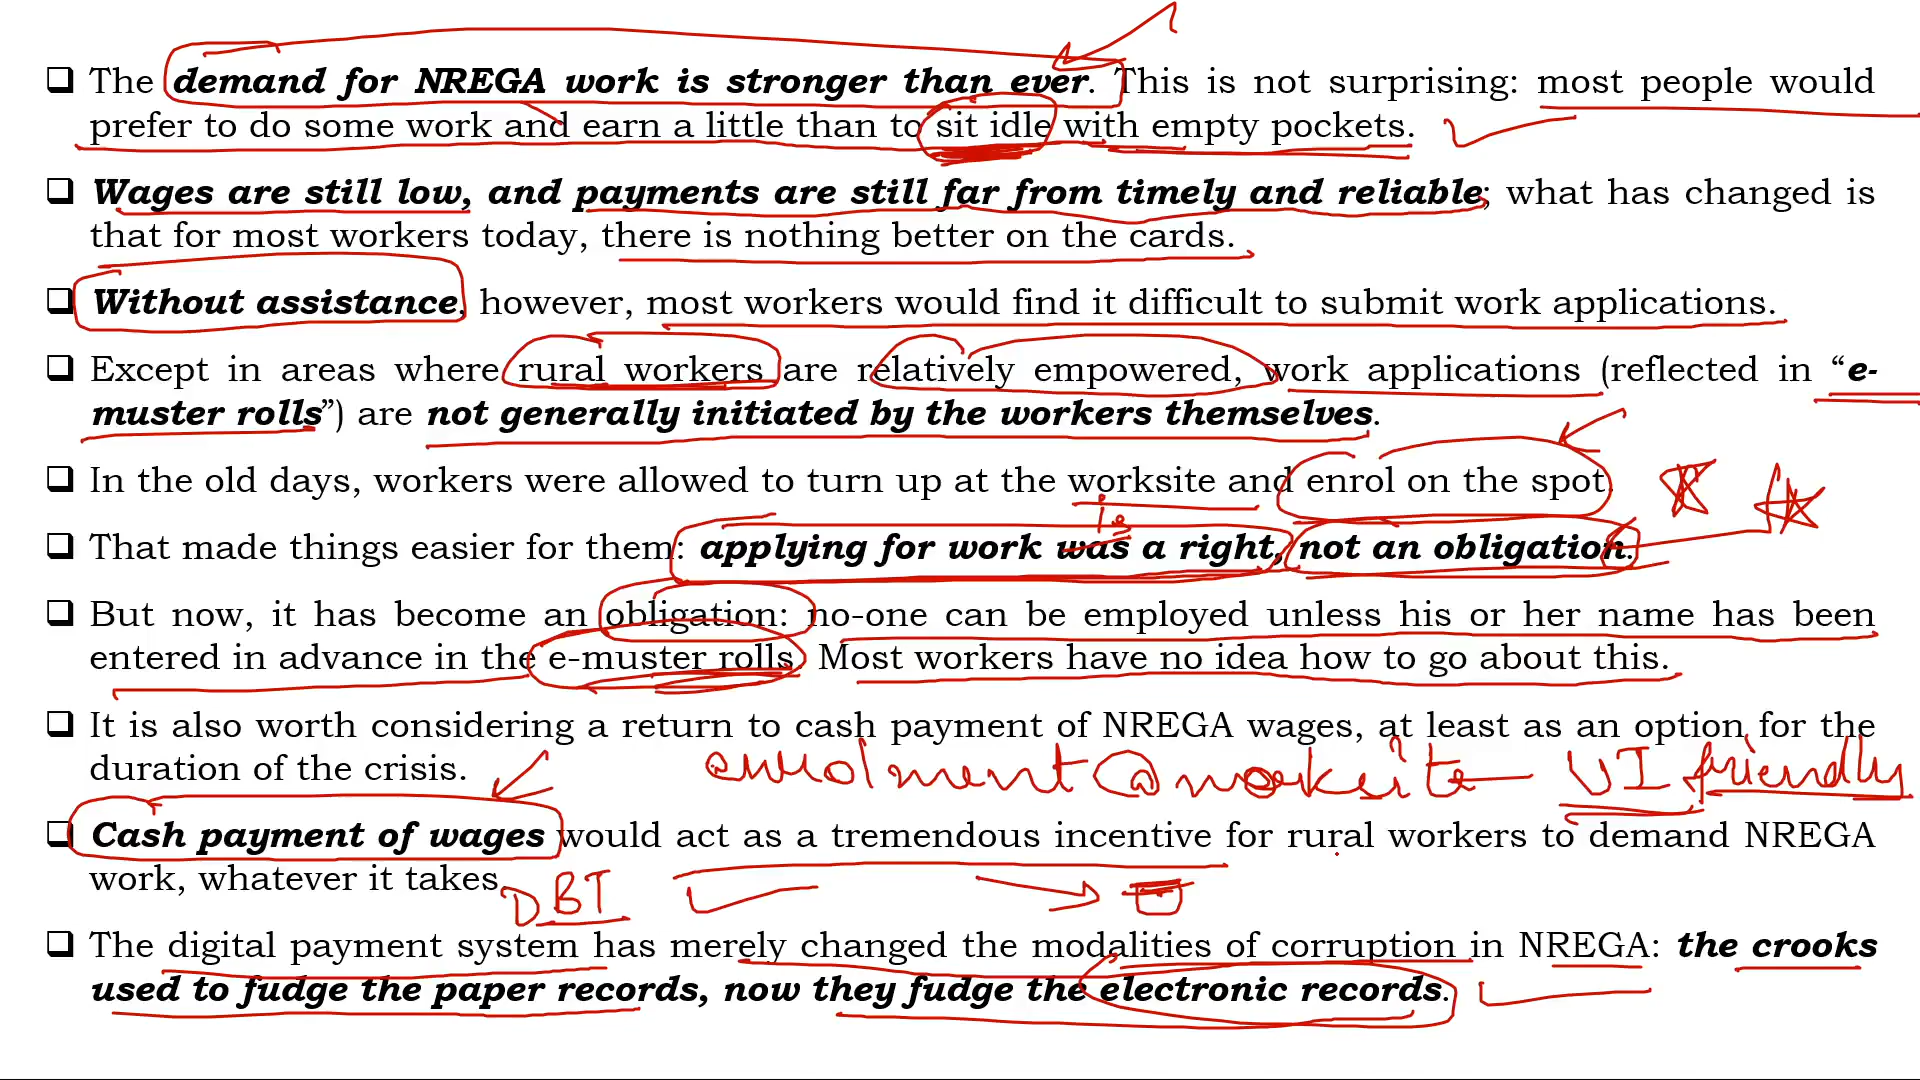 ❑ The demand for NREGA work is stronger than ever. This is not surprising: most people would
prefer to do some work and earn a little than to sit idle with empty pockets.
❑ Wages are still low, and payments are still far from timely and reliable; what has changed is
that for most workers today, there is nothing better on the cards.
❑ Without assistance, however, most workers would find it difficult to submit work applications.
❑ Except in areas where rural workers are relatively empowered, work applications (reflected in “e-
muster rolls”) are not generally initiated by the workers themselves.
❑ In the old days, workers were allowed to turn up at the worksite and enrol on the spot.
is
❑ That made things easier for them: applying for work was a right, not an obligation.
❑ But now, it has become an obligation: no-one can be employed unless his or her name has been
entered in advance in the e-muster rolls. Most workers have no idea how to go about this.
❑ It is also worth considering a return to cash payment of NREGA wages, at least as an option for the
duration of the crisis.
enrolment @ worksite UI friendly
❑ Cash payment of wages would act as a tremendous incentive for rural workers to demand NREGA
work, whatever it takes.
DBT
❑ The digital payment system has merely changed the modalities of corruption in NREGA: the crooks
used to fudge the paper records, now they fudge the electronic records.